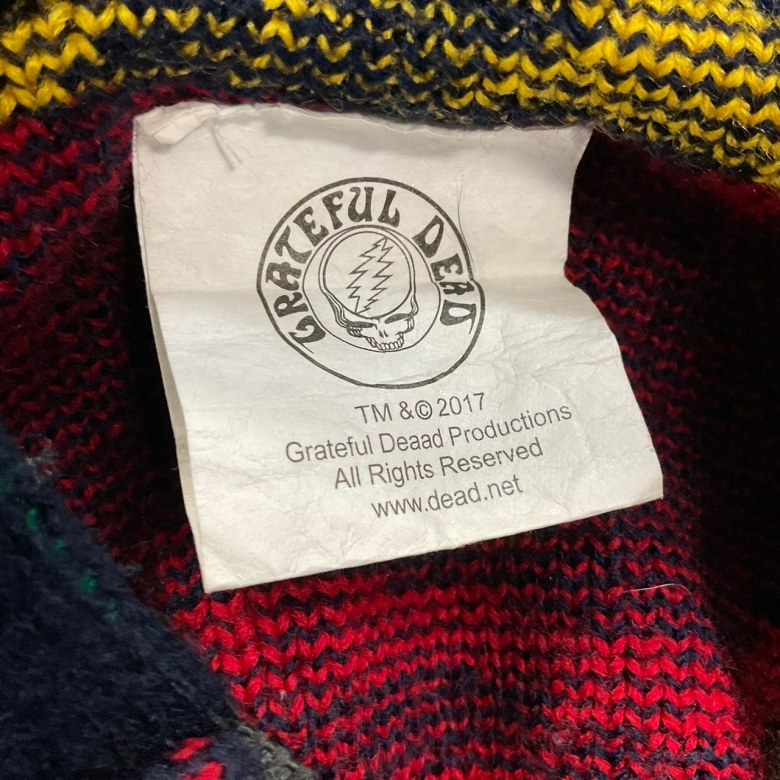 GRATEFUL DEAD
TM &© 2017
Grateful Deaad Productions
All Rights Reserved
www.dead.net